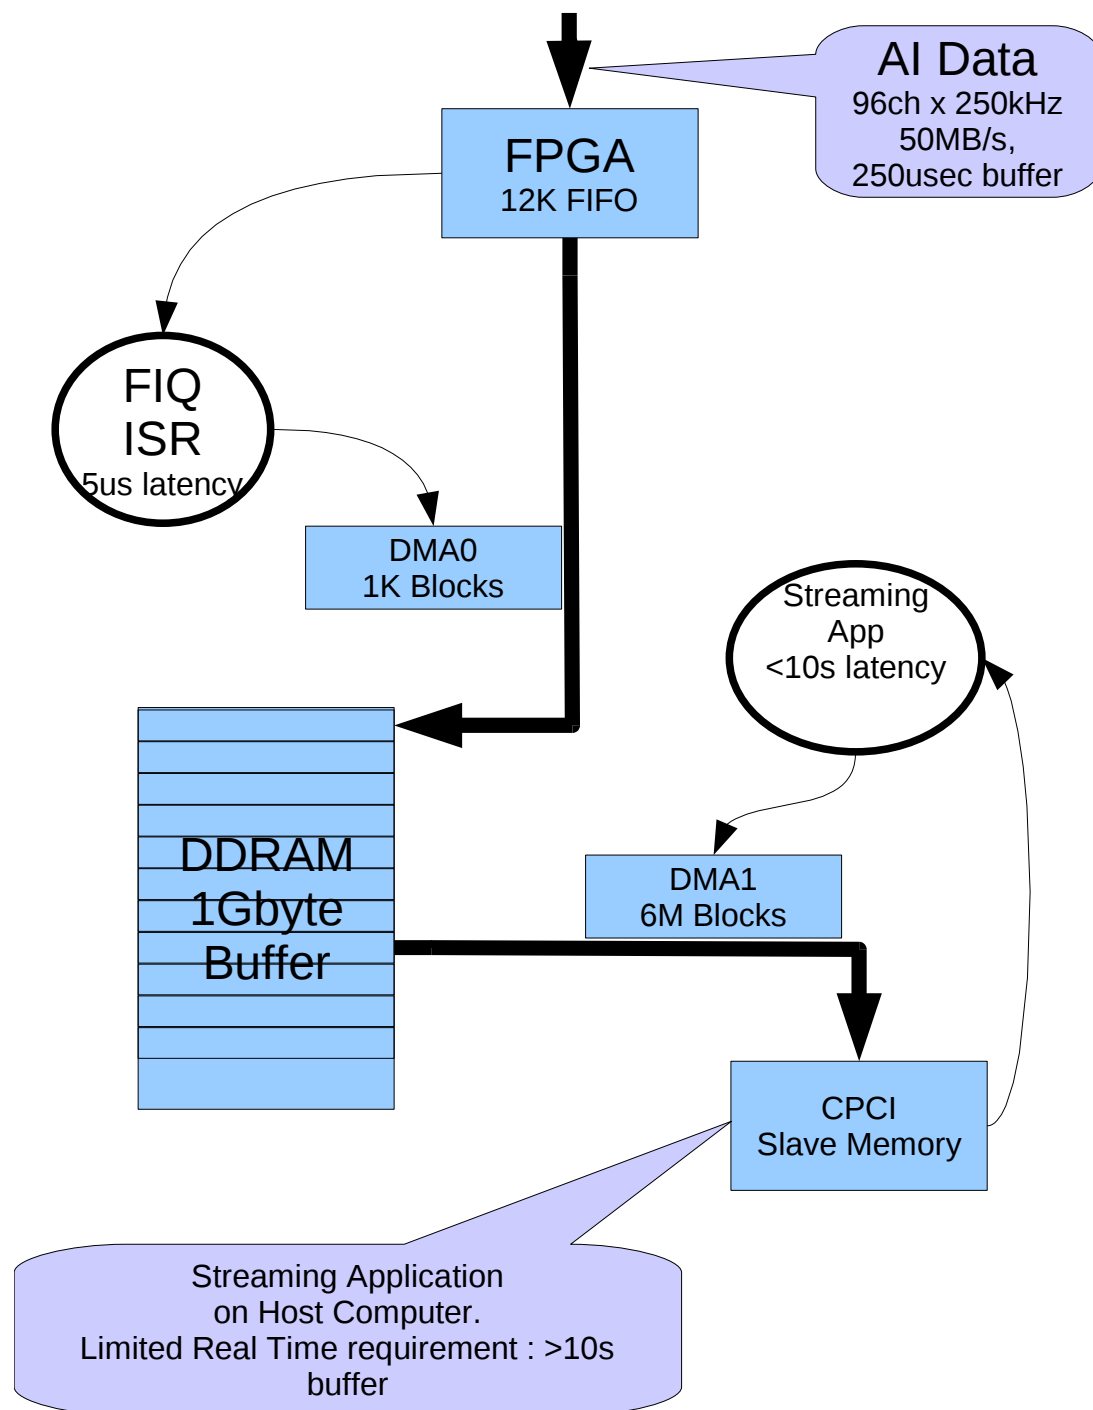 AI Data
96ch x 250kHz
50MB/s,
250usec buffer
FPGA
12K FIFO
FIQ
ISR
5us latency
DMA0
1K Blocks
Streaming
App
<10s latency
DDRAM
1Gbyte
Buffer
DMA1
6M Blocks
CPCI
Slave Memory
Streaming Application
on Host Computer.
Limited Real Time requirement : >10s
buffer